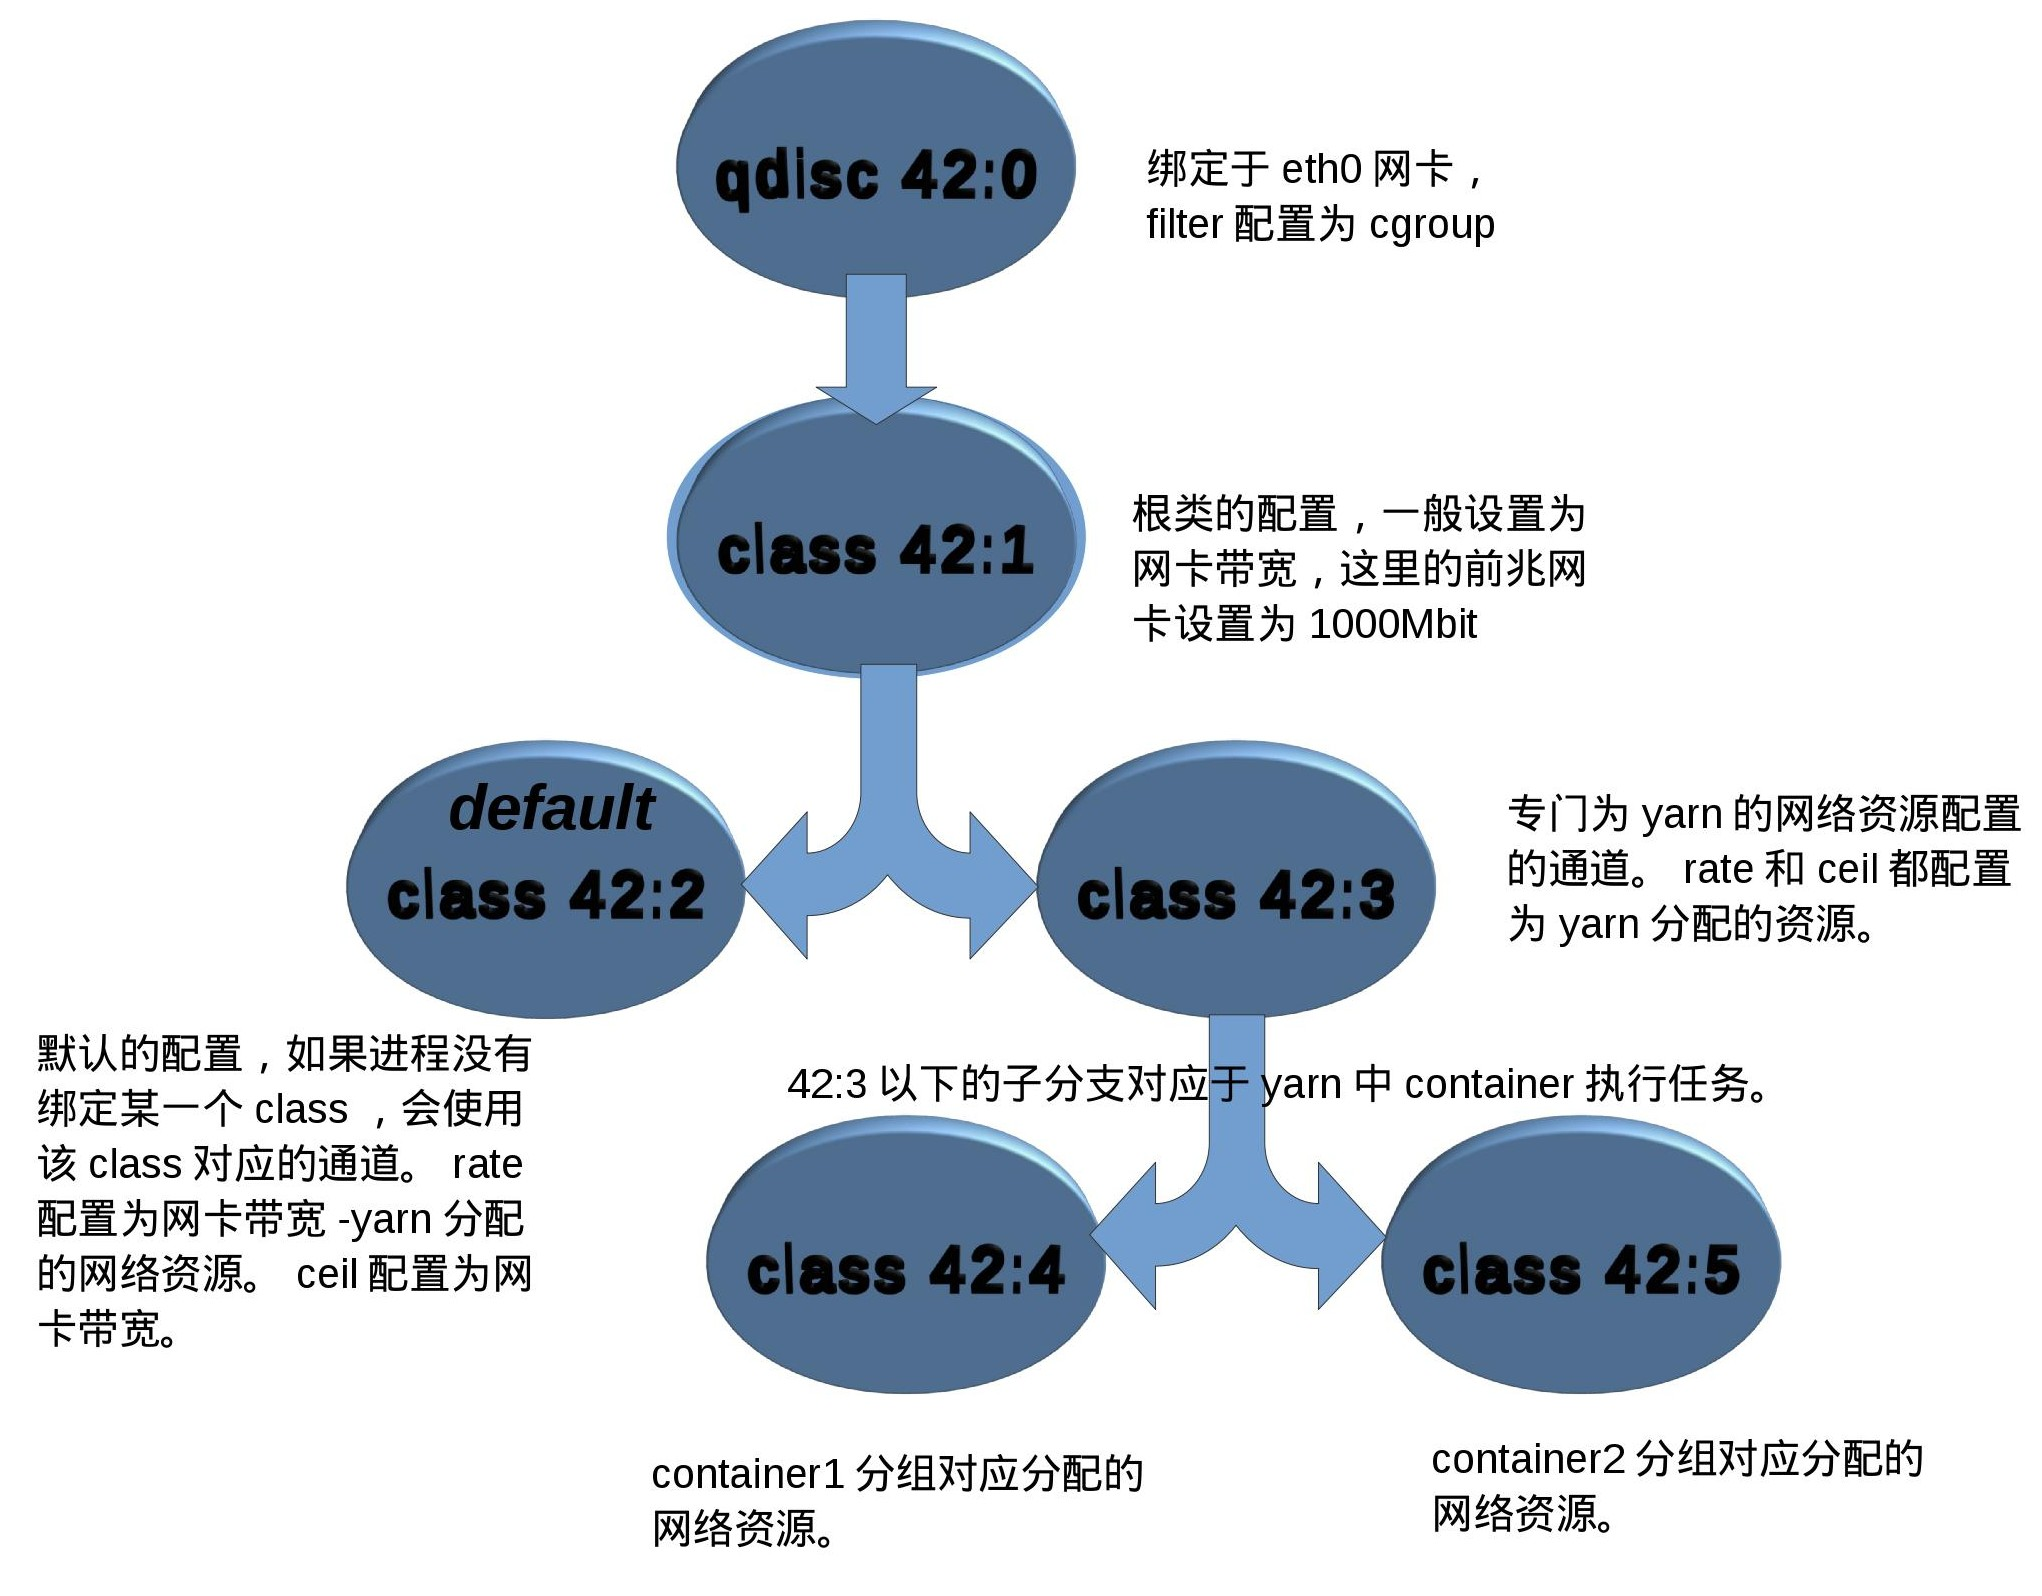 qdisc 42:0
绑定于 eth0 网卡，
filter 配置为 cgroup
class 42:1
根类的配置，一般设置为
网卡带宽，这里的前兆网
卡设置为 1000Mbit
default
class 42:2
class 42:3
专门为 yarn 的网络资源配置
的通道。 rate 和 ceil 都配置
为 yarn 分配的资源。
默认的配置，如果进程没有
绑定某一个 class ，会使用
该 class 对应的通道。 rate
配置为网卡带宽 -yarn 分配
的网络资源。 ceil 配置为网
卡带宽。
42:3 以下的子分支对应于 yarn 中 container 执行任务。
class 42:4
class 42:5
container1 分组对应分配的
网络资源。
container2 分组对应分配的
网络资源。